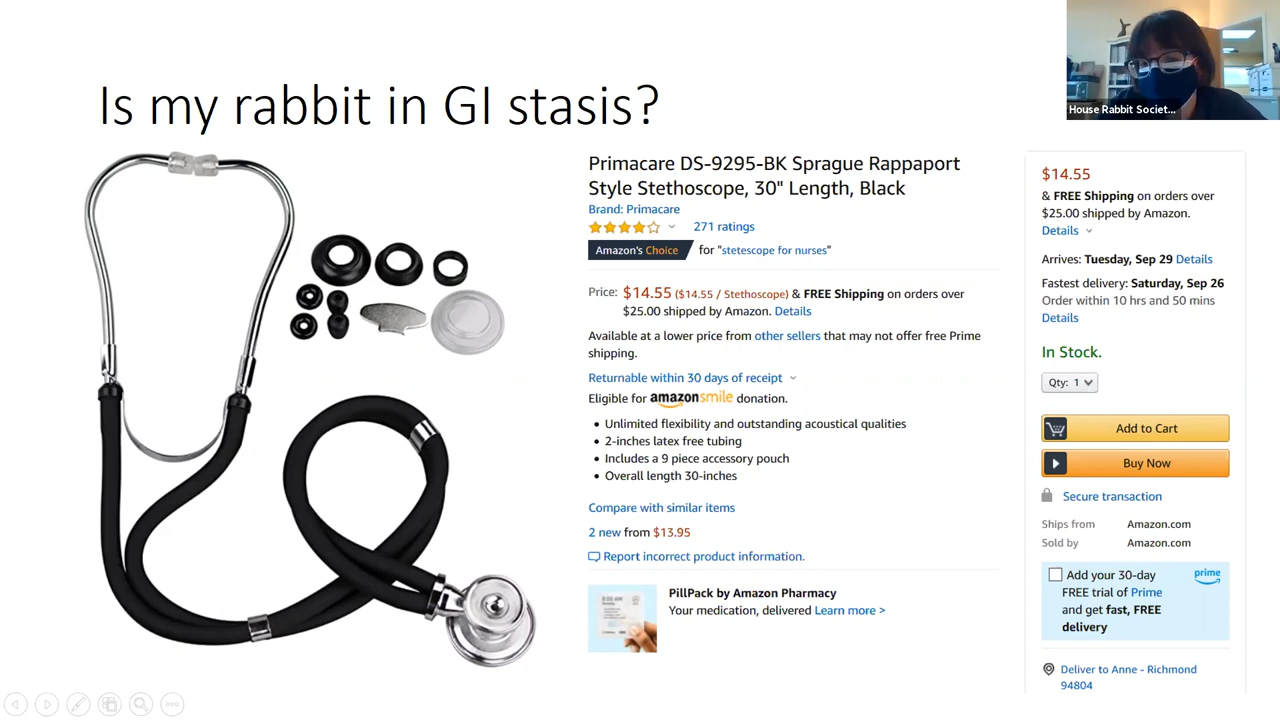 Is my rabbit in GI stasis?
House Rabbit Societ...
Primacare DS-9295-BK Sprague Rappaport
Style Stethoscope, 30" Length, Black
Brand: Primacare
271 ratings
Amazon's Choice for "stetescope for nurses"
Price: $14.55 ($14.55 / Stethoscope) & FREE Shipping on orders over
$25.00 shipped by Amazon. Details
Available at a lower price from other sellers that may not offer free Prime
shipping.
Returnable within 30 days of receipt
Eligible for amazonsmile donation.
• Unlimited flexibility and outstanding acoustical qualities
• 2-inches latex free tubing
• Includes a 9 piece accessory pouch
• Overall length 30-inches
Compare with similar items
2 new from $13.95
Report incorrect product information.
PillPack by Amazon Pharmacy
Your medication, delivered Learn more >
$14.55
& FREE Shipping on orders over
$25.00 shipped by Amazon.
Details
Arrives: Tuesday, Sep 29 Details
Fastest delivery: Saturday, Sep 26
Order within 10 hrs and 50 mins
Details
In Stock.
Qty: 1
Add to Cart
Buy Now
Secure transaction
Ships from Amazon.com
Sold by Amazon.com
Add your 30-day prime
FREE trial of Prime
and get fast, FREE
delivery
Deliver to Anne - Richmond
94804